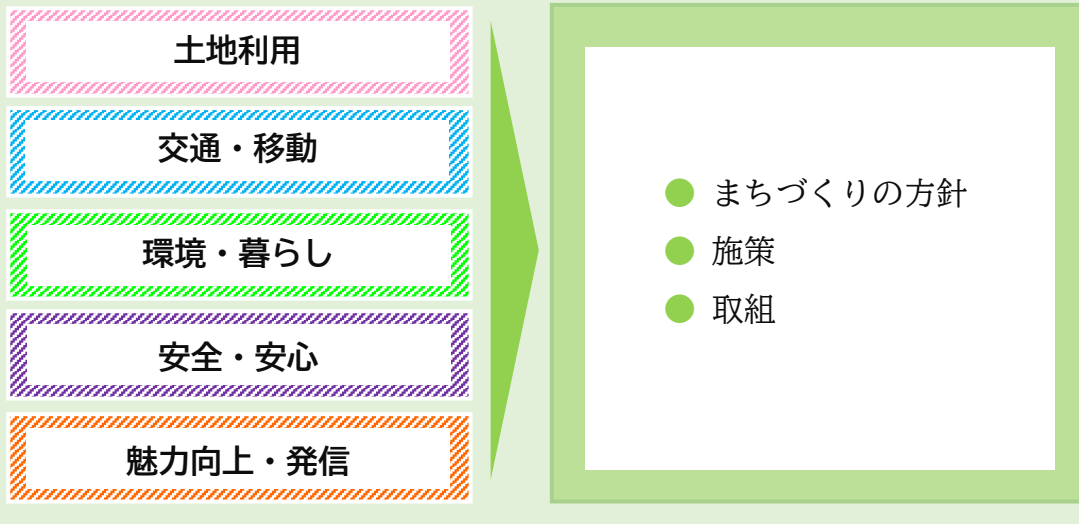 土地利用
交通・移動
環境・暮らし
安全・安心
魅力向上・発信
まちづくりの方針
施策
取組